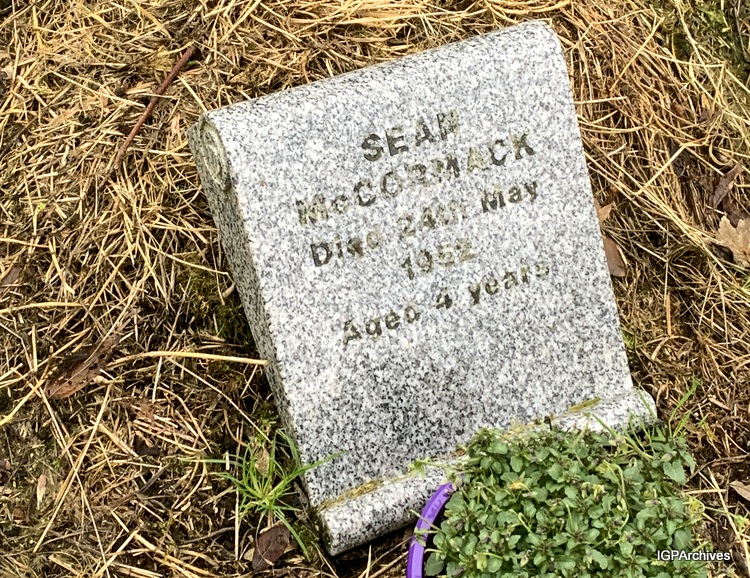 SEAN
McCORMACK
Died 24th May
1952
Aged 4 years
IGPArchives